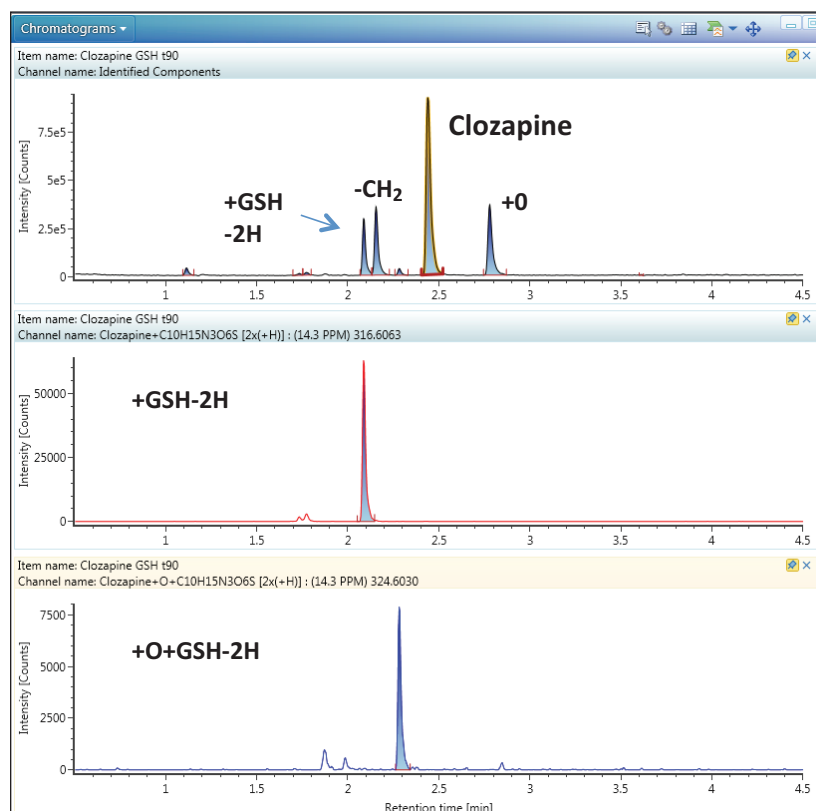 Chromatograms
Item name: Clozapine GSH t90
Channel name: Identified Components
Intensity [Counts]
7.5e5
5e5
2.5e5
0
+GSH
-2H
-CH2
Clozapine
+0
1 1.5 2 2.5 3 3.5 4 4.5
Item name: Clozapine GSH t90
Channel name: Clozapine+C10H15N3O6S [2x(+H)] : (14.3 PPM) 316.6063
Intensity [Counts]
50000
25000
0
+GSH-2H
1 1.5 2 2.5 3 3.5 4 4.5
Item name: Clozapine GSH t90
Channel name: Clozapine+O+C10H15N3O6S [2x(+H)] : (14.3 PPM) 324.6030
Intensity [Counts]
7500
5000
2500
0
+O+GSH-2H
1 1.5 2 2.5 3 3.5 4 4.5
Retention time [min]